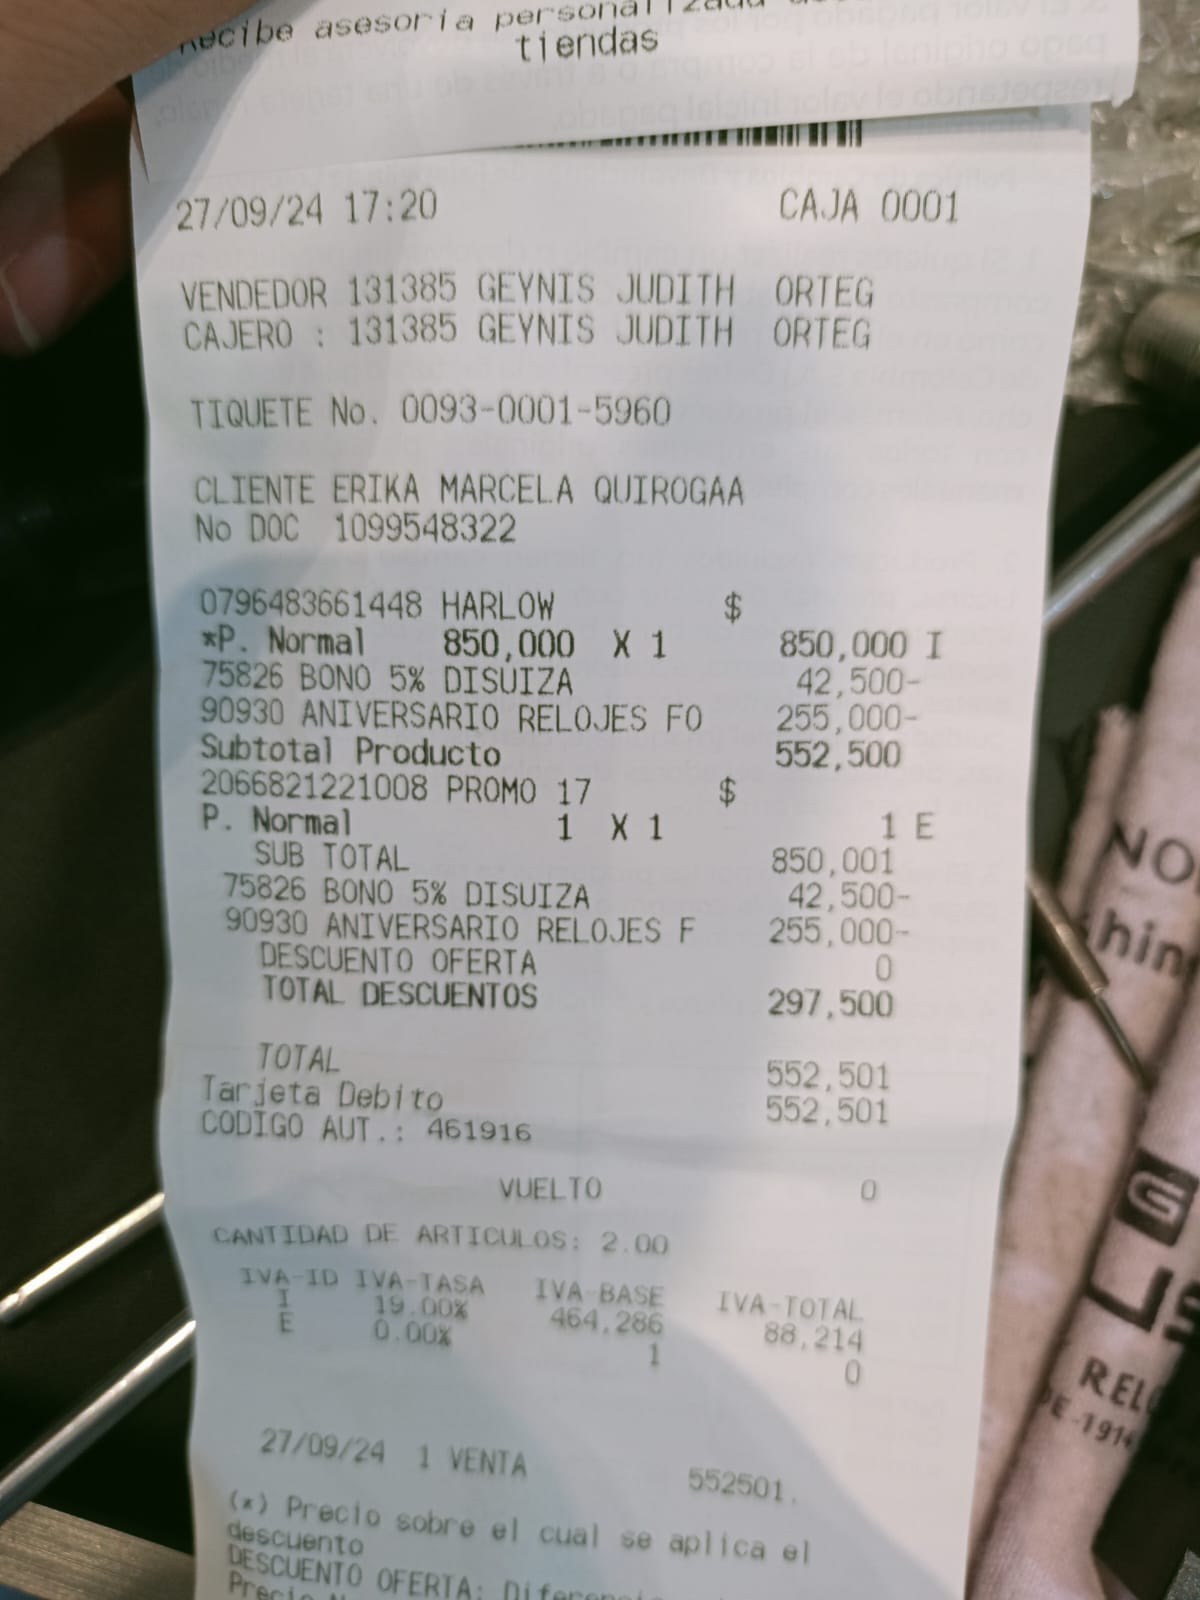 Recibe asesoría personalizada
tiendas
27/09/24 17:20 CAJA 0001
VENDEDOR 131385 GEYNIS JUDITH ORTEG
CAJERO : 131385 GEYNIS JUDITH ORTEG
TIQUETE No. 0093-0001-5960
CLIENTE ERIKA MARCELA QUIROGAA
No DOC 1099548322
0796483661448 HARLOW $
*P. Normal 850,000 X 1 850,000 I
75826 BONO 5% DISUIZA 42,500-
90930 ANIVERSARIO RELOJES FO 255,000-
Subtotal Producto 552,500
2066821221008 PROMO 17 $
P. Normal 1 X 1 1 E
SUB TOTAL 850,001
75826 BONO 5% DISUIZA 42,500-
90930 ANIVERSARIO RELOJES F 255,000-
DESCUENTO OFERTA 0
TOTAL DESCUENTOS 297,500
TOTAL 552,501
Tarjeta Debito 552,501
CODIGO AUT.: 461916
VUELTO 0
CANTIDAD DE ARTICULOS: 2.00
IVA-ID IVA-TASA IVA-BASE IVA-TOTAL
I 19.00% 464,286 88,214
E 0.00% 1 0
27/09/24 1 VENTA 552501.
(*) Precio sobre el cual se aplica el
descuento
DESCUENTO OFERTA:
Precio
NO
G
REL
-1914